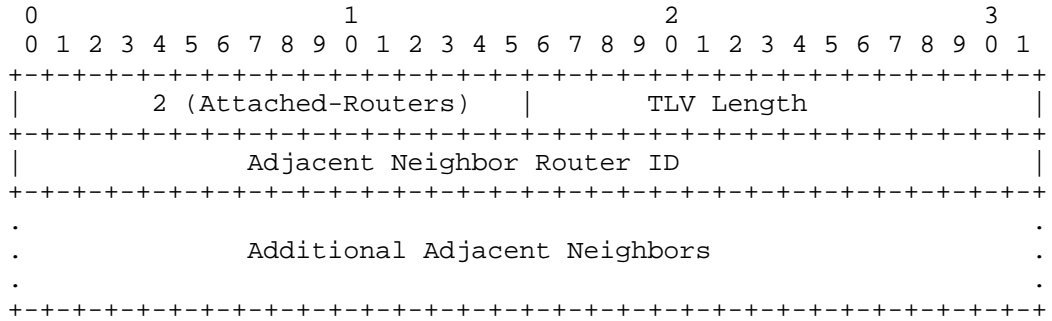 0                   1                   2                   3
 0 1 2 3 4 5 6 7 8 9 0 1 2 3 4 5 6 7 8 9 0 1 2 3 4 5 6 7 8 9 0 1
+-+-+-+-+-+-+-+-+-+-+-+-+-+-+-+-+-+-+-+-+-+-+-+-+-+-+-+-+-+-+-+-+
|        2 (Attached-Routers)   |       TLV Length              |
+-+-+-+-+-+-+-+-+-+-+-+-+-+-+-+-+-+-+-+-+-+-+-+-+-+-+-+-+-+-+-+-+
|              Adjacent Neighbor Router ID                      |
+-+-+-+-+-+-+-+-+-+-+-+-+-+-+-+-+-+-+-+-+-+-+-+-+-+-+-+-+-+-+-+-+
.                                                               .
.              Additional Adjacent Neighbors                    .
.                                                               .
+-+-+-+-+-+-+-+-+-+-+-+-+-+-+-+-+-+-+-+-+-+-+-+-+-+-+-+-+-+-+-+-+